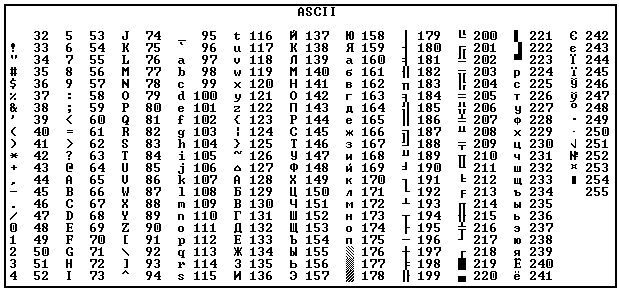 ASCII
32 5 53 J 74 _ 95 t 116 Й 137 Ю 158 │ 179 ╚ 200 ▌ 221 Є 242
! 33 6 54 K 75 ` 96 u 117 К 138 Я 159 ┤ 180 ╔ 201 ▐ 222 є 243
" 34 7 55 L 76 a 97 v 118 Л 139 а 160 ╡ 181 ╩ 202 ▀ 223 Ї 244
# 35 8 56 M 77 b 98 w 119 М 140 б 161 ╢ 182 ╦ 203 р 224 ї 245
$ 36 9 57 N 78 c 99 x 120 Н 141 в 162 ╖ 183 ╠ 204 с 225 Ў 246
% 37 : 58 O 79 d 100 y 121 О 142 г 163 ╕ 184 ═ 205 т 226 ў 247
& 38 ; 59 P 80 e 101 z 122 П 143 д 164 ╣ 185 ╬ 206 у 227 ° 248
' 39 < 60 Q 81 f 102 { 123 Р 144 е 165 ║ 186 ╧ 207 ф 228 ∙ 249
( 40 = 61 R 82 g 103 | 124 С 145 ж 166 ╗ 187 ╨ 208 х 229 · 250
) 41 > 62 S 83 h 104 } 125 Т 146 з 167 ╝ 188 ╤ 209 ц 230 √ 251
* 42 ? 63 T 84 i 105 ~ 126 У 147 и 168 ╜ 189 ╥ 210 ч 231 № 252
+ 43 @ 64 U 85 j 106 ⌂ 127 Ф 148 й 169 ╛ 190 ╙ 211 ш 232 ¤ 253
, 44 A 65 V 86 k 107 А 128 Х 149 к 170 ┐ 191 ╘ 212 щ 233 ■ 254
- 45 B 66 W 87 l 108 Б 129 Ц 150 л 171 └ 192 ╒ 213 ъ 234 255
. 46 C 67 X 88 m 109 В 130 Ч 151 м 172 ┴ 193 ╓ 214 ы 235
/ 47 D 68 Y 89 n 110 Г 131 Ш 152 н 173 ┬ 194 ╫ 215 ь 236
0 48 E 69 Z 90 o 111 Д 132 Щ 153 о 174 ├ 195 ╪ 216 э 237
1 49 F 70 [ 91 p 112 Е 133 Ъ 154 п 175 ─ 196 ┘ 217 ю 238
2 50 G 71 \ 92 q 113 Ж 134 Ы 155 ░ 176 ┼ 197 ┌ 218 я 239
3 51 H 72 ] 93 r 114 З 135 Ь 156 ▒ 177 ╞ 198 █ 219 Ё 240
4 52 I 73 ^ 94 s 115 И 136 Э 157 ▓ 178 ╟ 199 ▄ 220 ё 241